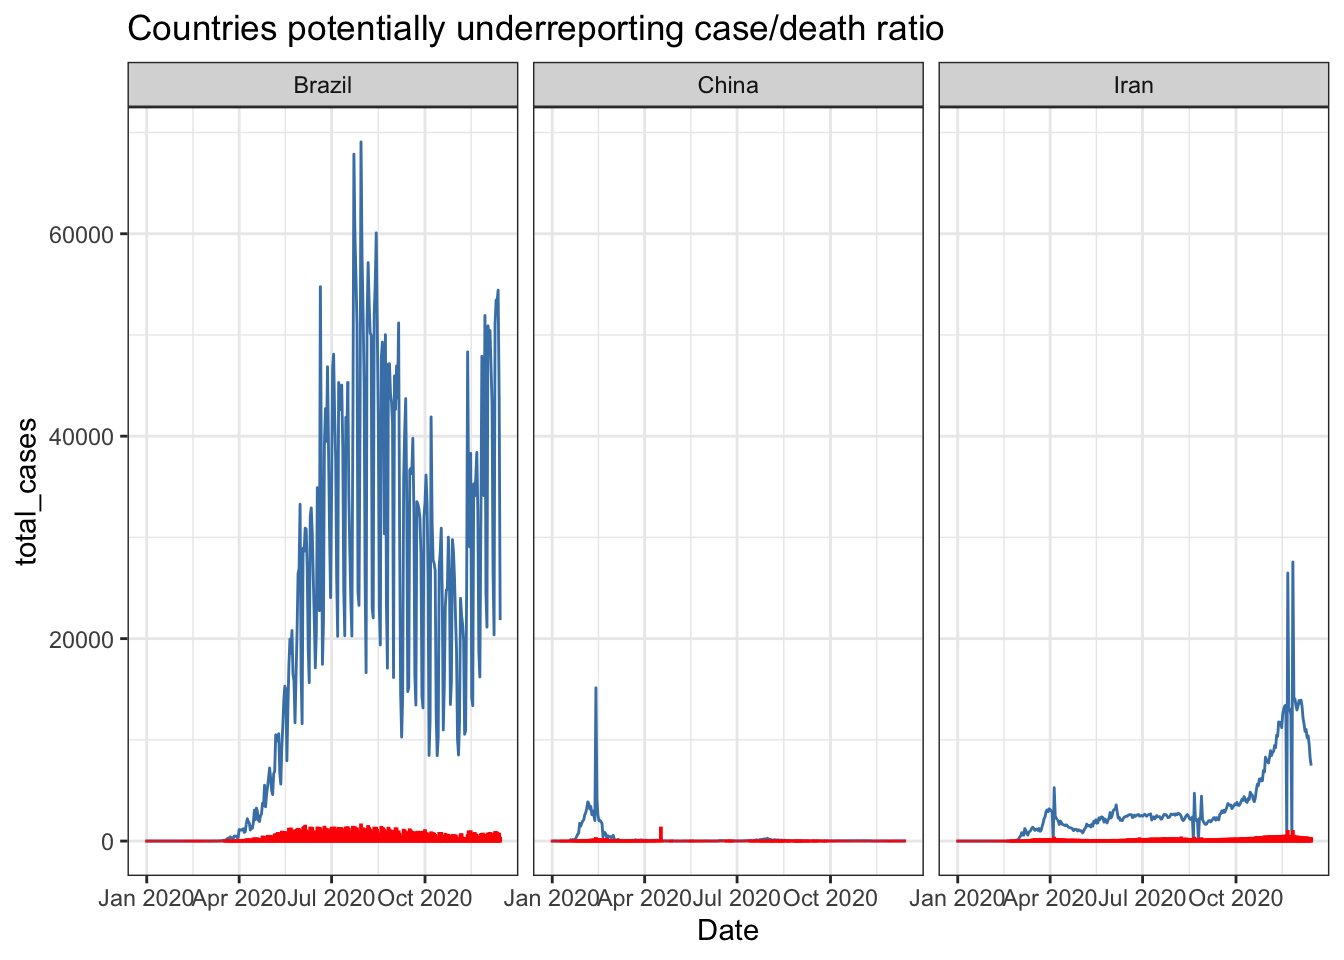 Countries potentially underreporting case/death ratio
Brazil
China
Iran
total_cases
60000
40000
20000
0
Jan 2020 Apr 2020 Jul 2020 Oct 2020
Jan 2020 Apr 2020 Jul 2020 Oct 2020
Jan 2020 Apr 2020 Jul 2020 Oct 2020
Date